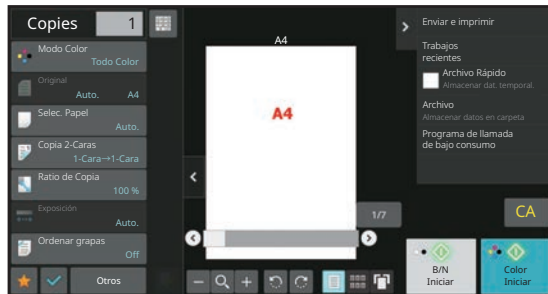 Copies 1
Modo Color
Todo Color
Original
Auto. A4
Selec. Papel
Auto.
Copia 2-Caras
1-Cara→1-Cara
Ratio de Copia
100 %
Exposición
Auto.
Ordenar grapas
Off
Otros
A4
A4
1/7
Enviar e imprimir
Trabajos
recientes
Archivo Rápido
Almacenar dat. temporal.
Archivo
Almacenar datos en carpeta
Programa de llamada
de bajo consumo
CA
B/N
Iniciar
Color
Iniciar